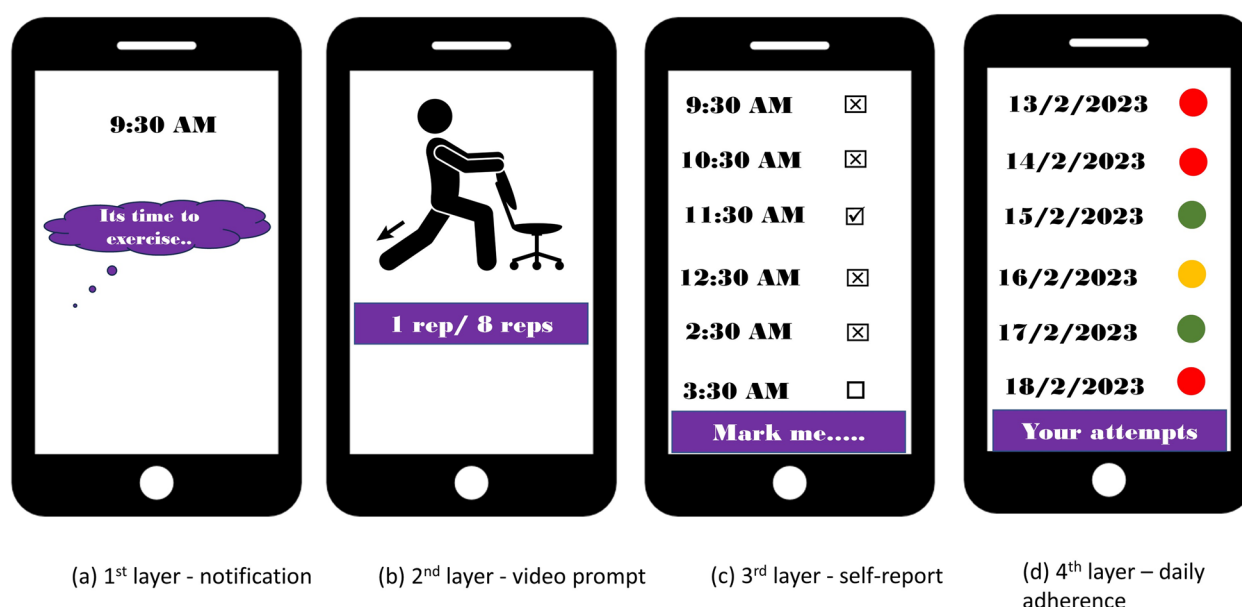 9:30 AM
Its time to
exercise..
1 rep/ 8 reps
9:30 AM
10:30 AM
11:30 AM
12:30 AM
2:30 AM
3:30 AM
Mark me.....
13/2/2023
14/2/2023
15/2/2023
16/2/2023
17/2/2023
18/2/2023
Your attempts
(a) 1st layer - notification
(b) 2nd layer - video prompt
(c) 3rd layer - self-report
(d) 4th layer – daily
adherence